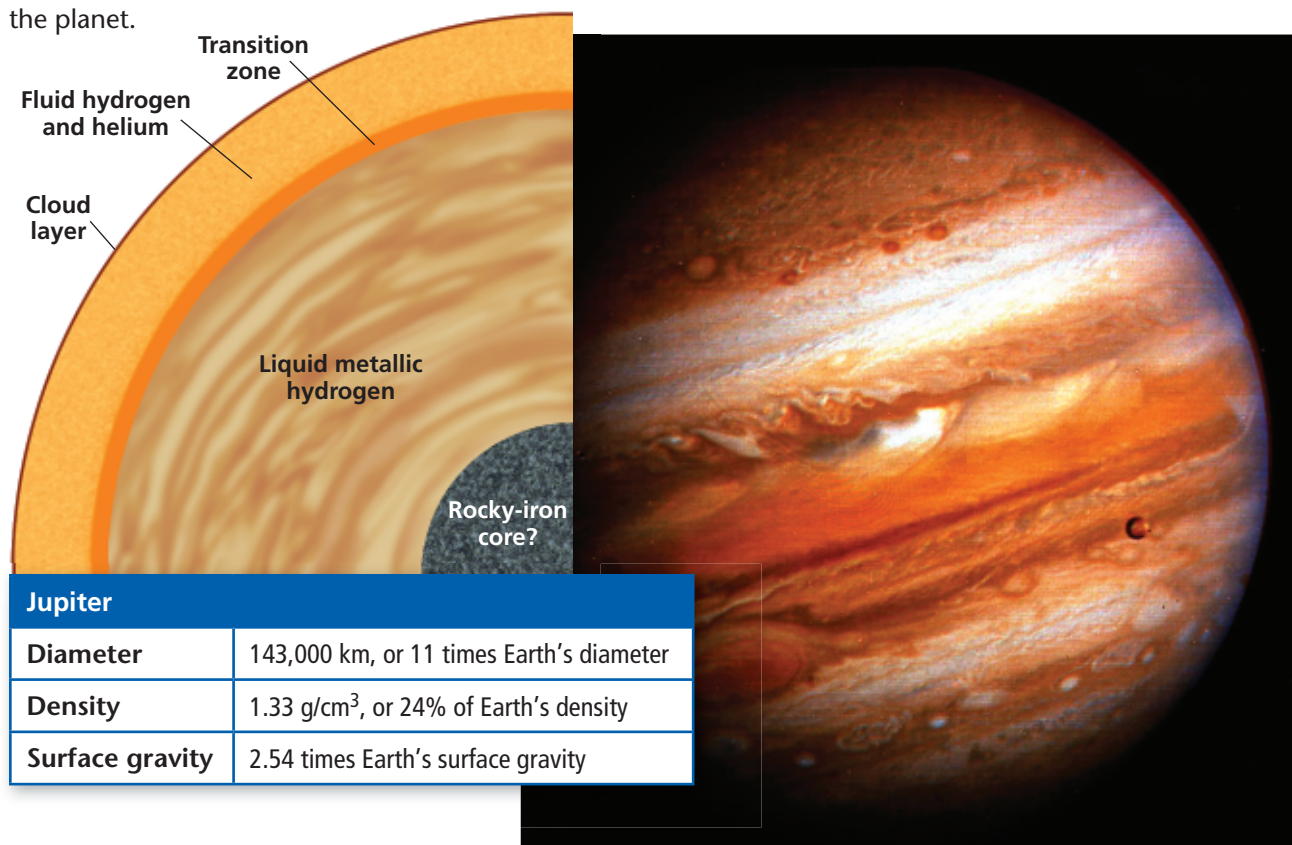 the planet.
Transition
zone
Fluid hydrogen
and helium
Cloud
layer
Liquid metallic
hydrogen
Rocky-iron
core?
Jupiter
Diameter 143,000 km, or 11 times Earth's diameter
Density 1.33 g/cm³, or 24% of Earth's density
Surface gravity 2.54 times Earth's surface gravity